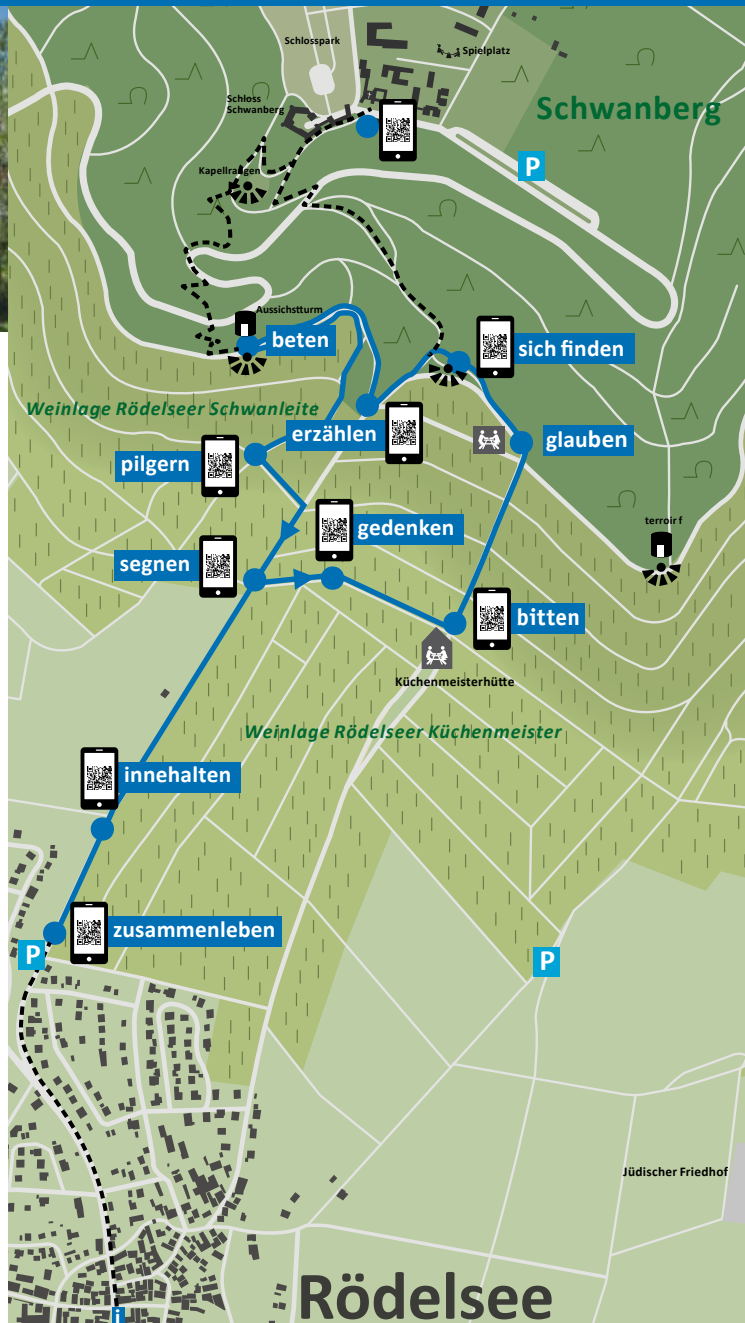 Schlosspark
Spielplatz
Schloss
Schwanberg
Schwanberg
P
Kapellrangen
Aussichstturm
beten
sich finden
Weinlage Rödelseer Schwanleite
erzählen
glauben
pilgern
gedenken
terroir f
segnen
bitten
Küchenmeisterhütte
Weinlage Rödelseer Küchenmeister
innehalten
zusammenleben
P
P
Jüdischer Friedhof
Rödelsee
i